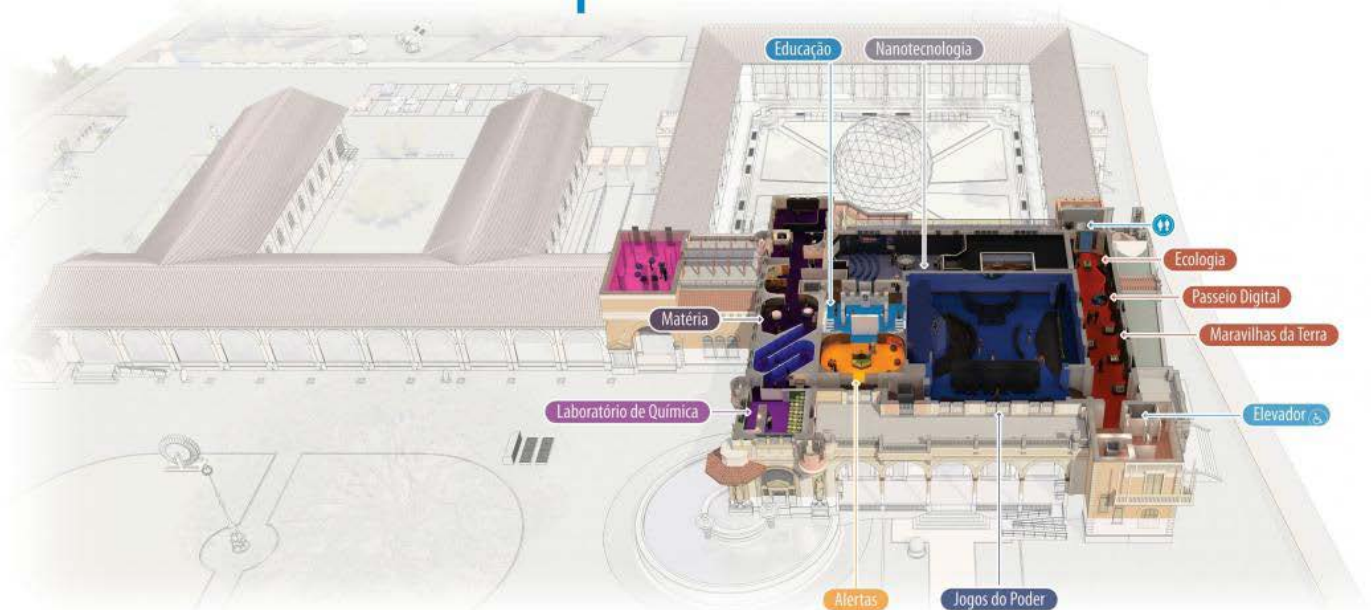 Educação
Nanotecnologia
Ecologia
Passeio Digital
Matéria
Maravilhas da Terra
Laboratório de Química
Elevador
Alertas
Jogos do Poder